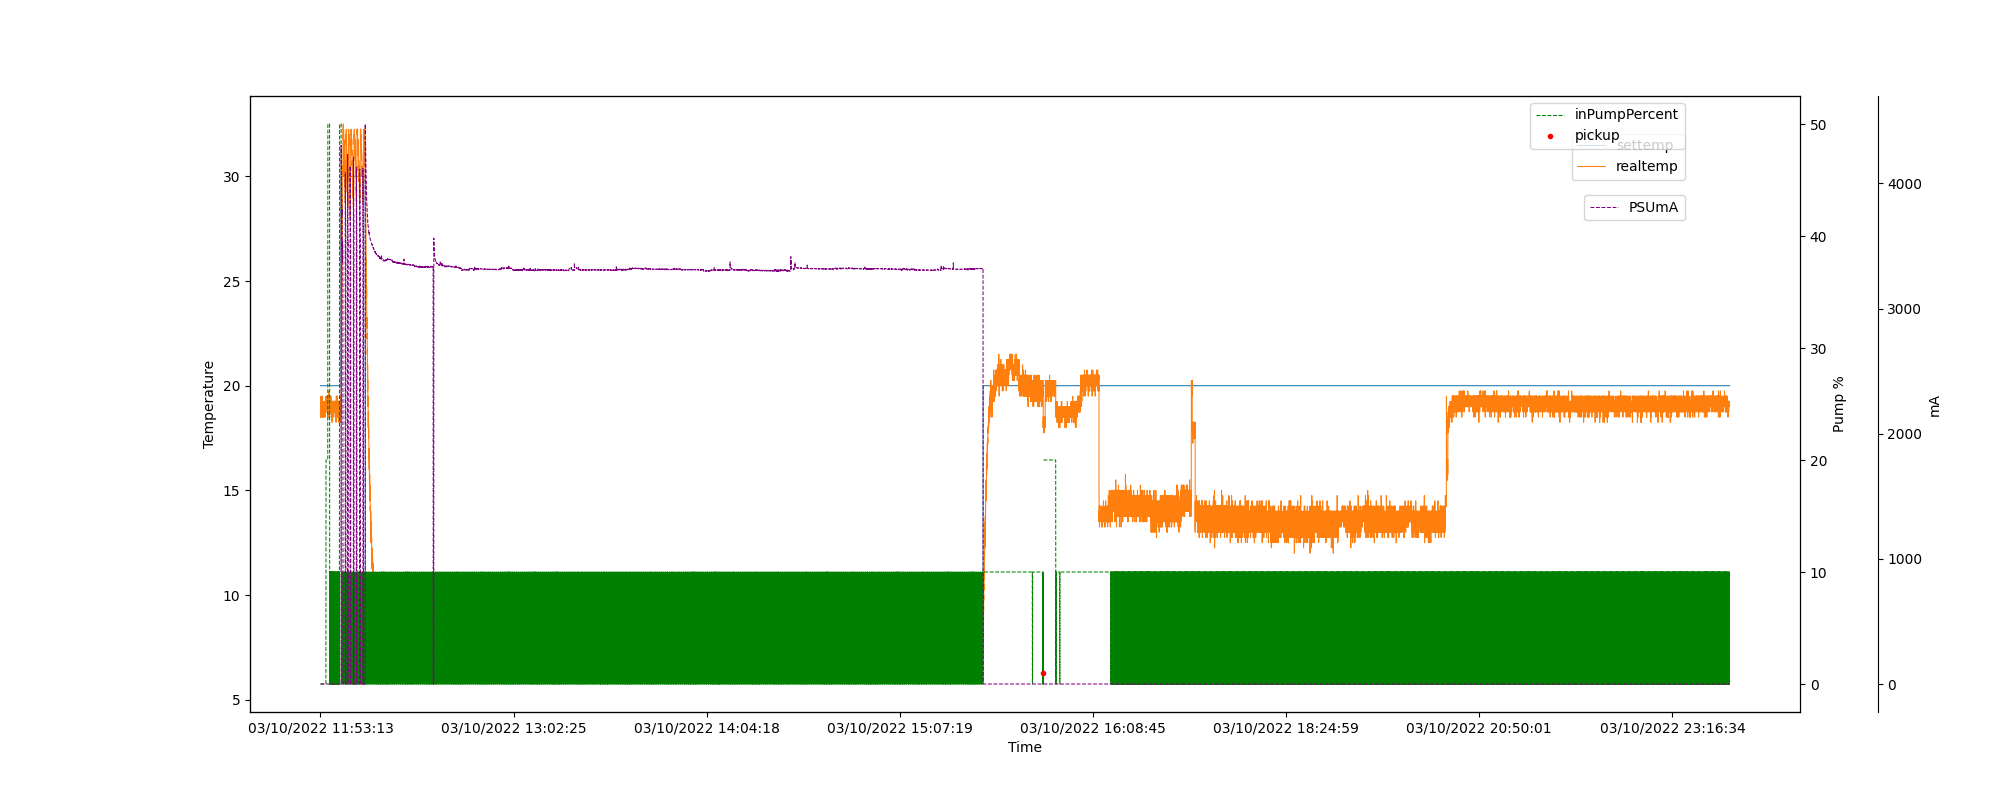 inPumpPercent
pickup
settemp
realtemp
PSUmA
30
25
20
15
10
5
Temperature
50
40
30
20
10
0
Pump %
4000
3000
2000
1000
0
mA
03/10/2022 11:53:13
03/10/2022 13:02:25
03/10/2022 14:04:18
03/10/2022 15:07:19
03/10/2022 16:08:45
03/10/2022 18:24:59
03/10/2022 20:50:01
03/10/2022 23:16:34
Time